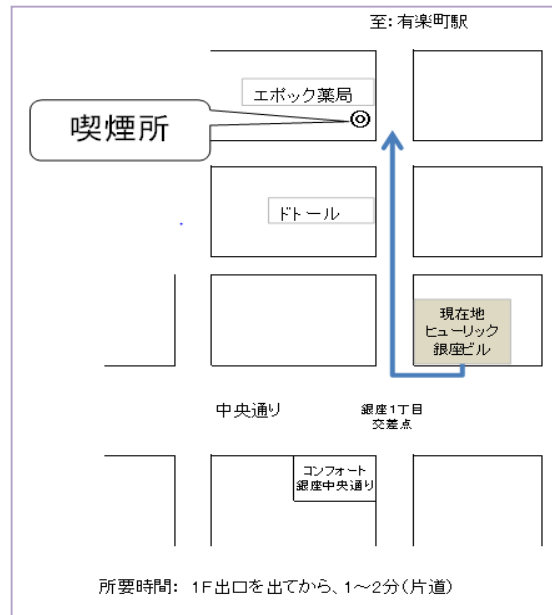 至：有楽町駅
エポック薬局
喫煙所
ドトール
現在地
ヒューリック
銀座ビル
中央通り
銀座1丁目
交差点
コンフォート
銀座中央通り
所要時間： 1F出口を出てから、1～2分（片道）